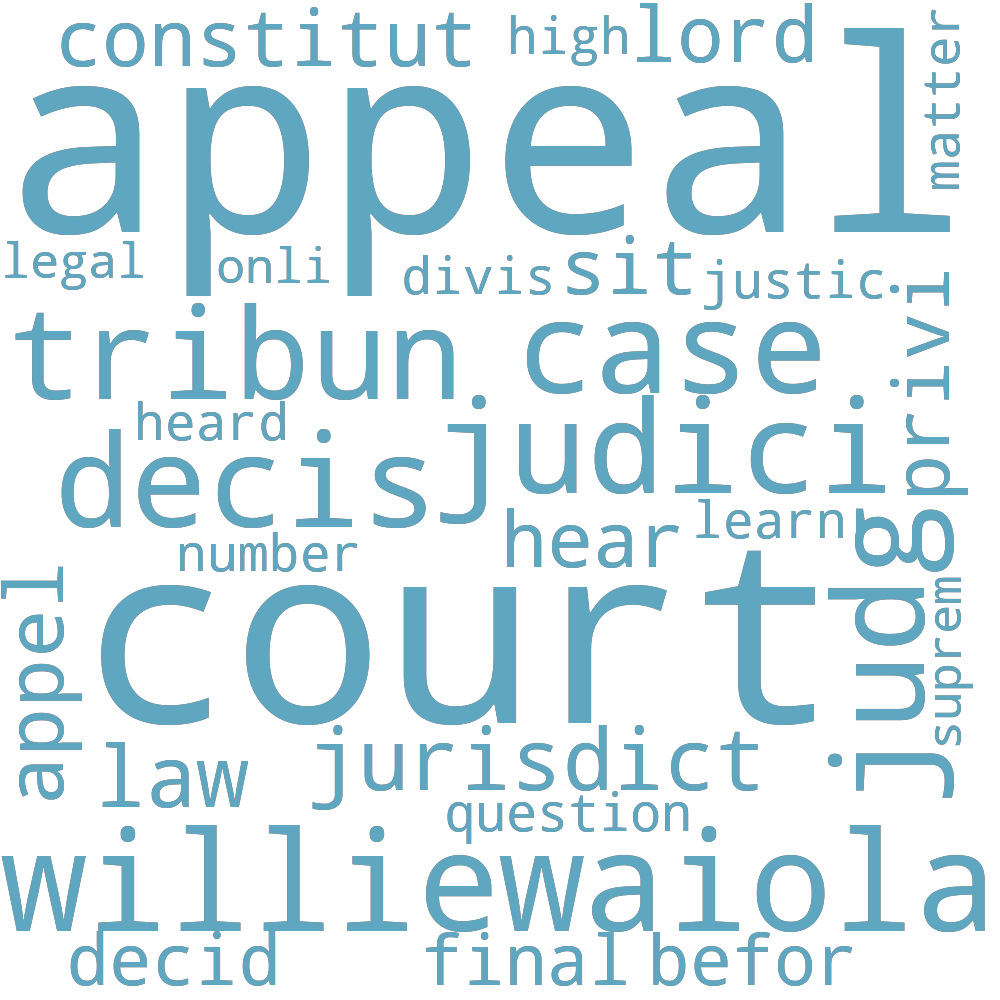 constitut high lord
matter
appeal
legal onli divis sit justic
tribun case
privi
heard
decis judici
hear learn
number
judg
suprem
appel
court
law jurisdict
question
williewaiola
decid final befor